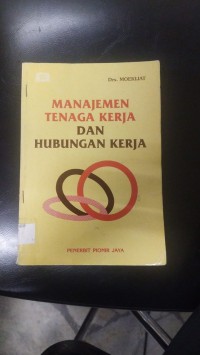 Drs. MOEKIJAT
MANAJEMEN
TENAGA KERJA
DAN
HUBUNGAN KERJA
PENERBIT PIONIR JAYA